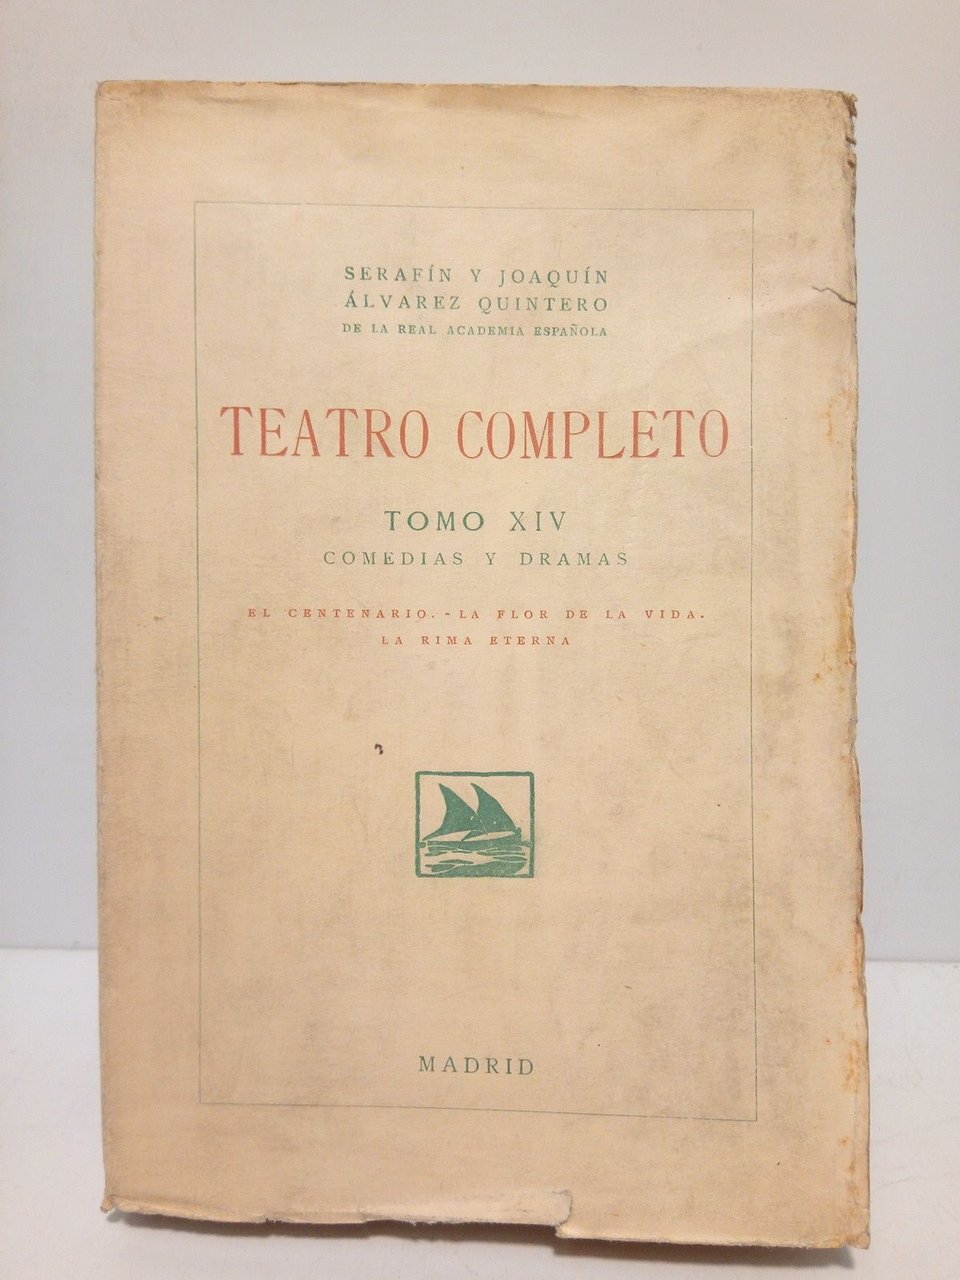 SERAFÍN Y JOAQUÍN
ÁLVAREZ QUINTERO
DE LA REAL ACADEMIA ESPAÑOLA
TEATRO COMPLETO
TOMO XIV
COMEDIAS Y DRAMAS
EL CENTENARIO.-LA FLOR DE LA VIDA.
LA RIMA ETERNA
MADRID